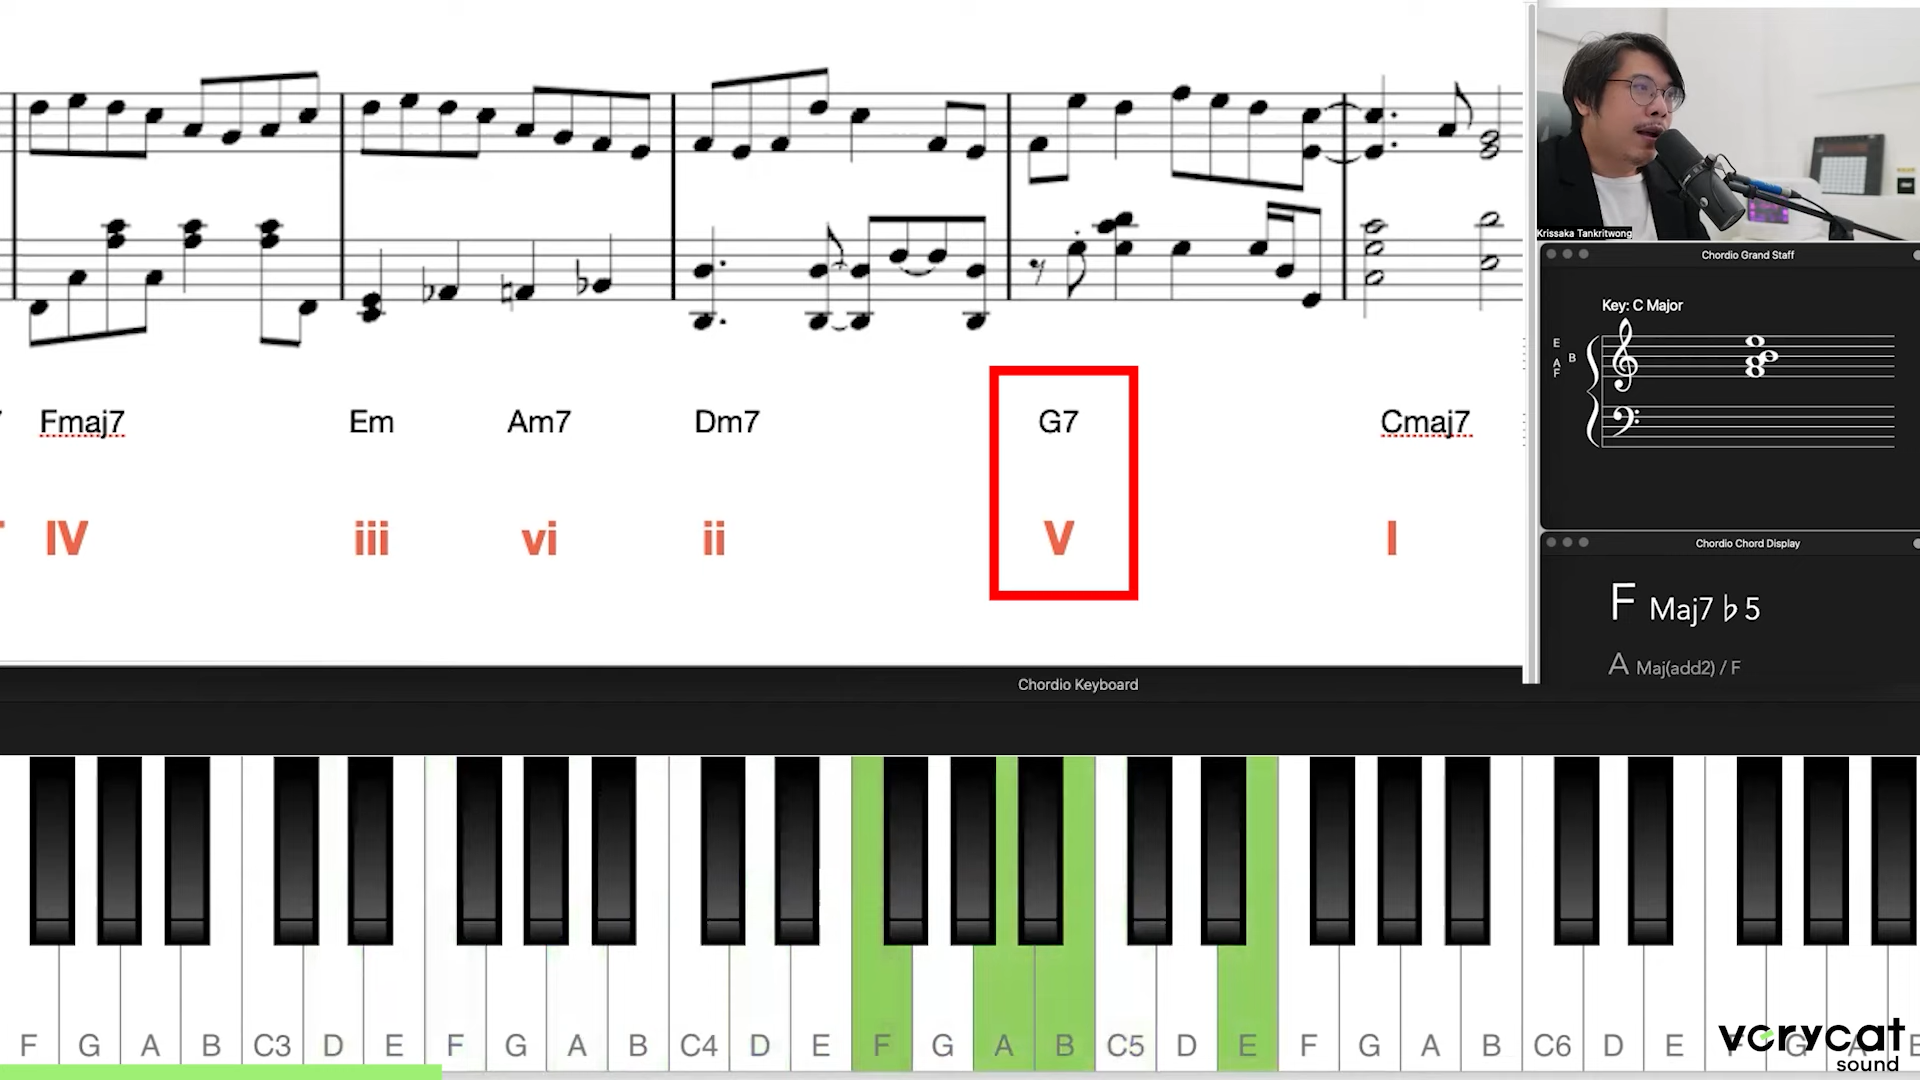 Krissaka Tankritwong
Chordio Grand Staff
Key: C Major
E
B
A
F
Fmaj7 Em Am7 Dm7 G7 Cmaj7
IV iii vi ii V I
Chordio Chord Display
F Maj7♭5
A Maj(add2) / F
Chordio Keyboard
F G A B C3 D E F G A B C4 D E F G A B C5 D E F G A B C6 D E F G A
vcrycat
sound